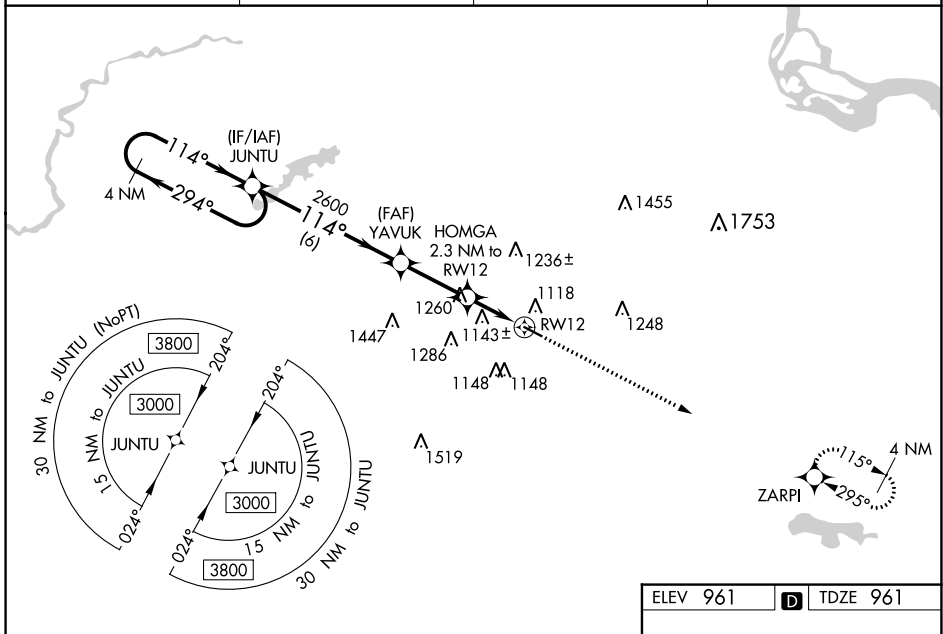 114°
4 NM
294°
(IF/IAF)
JUNTU
2600
114°
(6)
(FAF)
YAVUK
HOMGA
2.3 NM to
RW12
1236±
1455
1753
1260
1118
RW12
1248
1447
1286
1143±
1148
1148
1519
30 NM to JUNTU (NoPT)
3800
204°
15 NM to JUNTU
3000
JUNTU
024°
204°
JUNTU
3000
15 NM to JUNTU
024°
3800
30 NM to JUNTU
ZARPI
115°
4 NM
295°
ELEV 961
D
TDZE 961